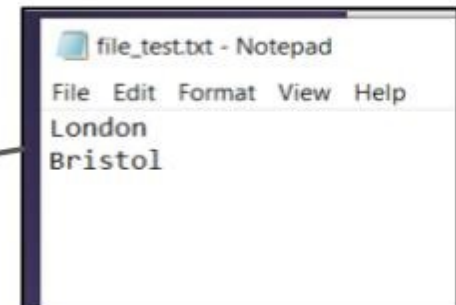 file_test.txt - Notepad
File Edit Format View Help
London
Bristol